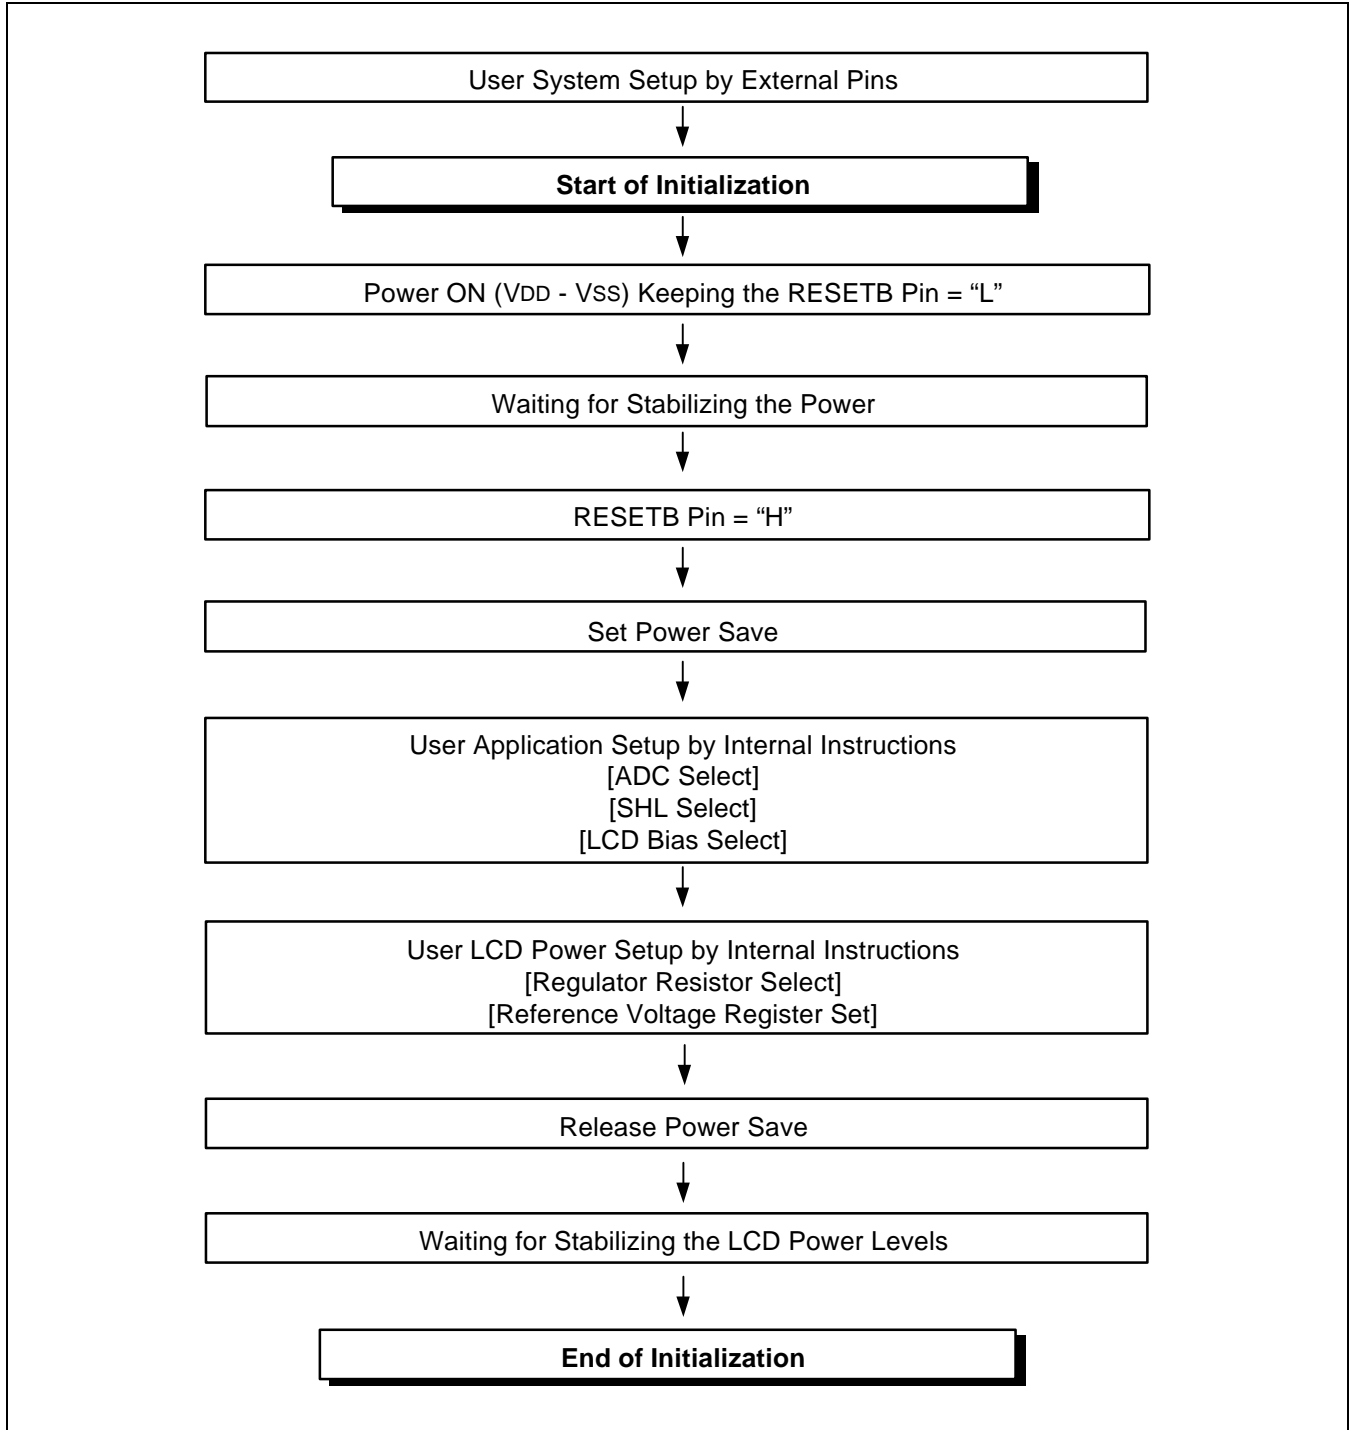 User System Setup by External Pins
Start of Initialization
Power ON (VDD - VSS) Keeping the RESETB Pin = “L”
Waiting for Stabilizing the Power
RESETB Pin = “H”
Set Power Save
User Application Setup by Internal Instructions
[ADC Select]
[SHL Select]
[LCD Bias Select]
User LCD Power Setup by Internal Instructions
[Regulator Resistor Select]
[Reference Voltage Register Set]
Release Power Save
Waiting for Stabilizing the LCD Power Levels
End of Initialization